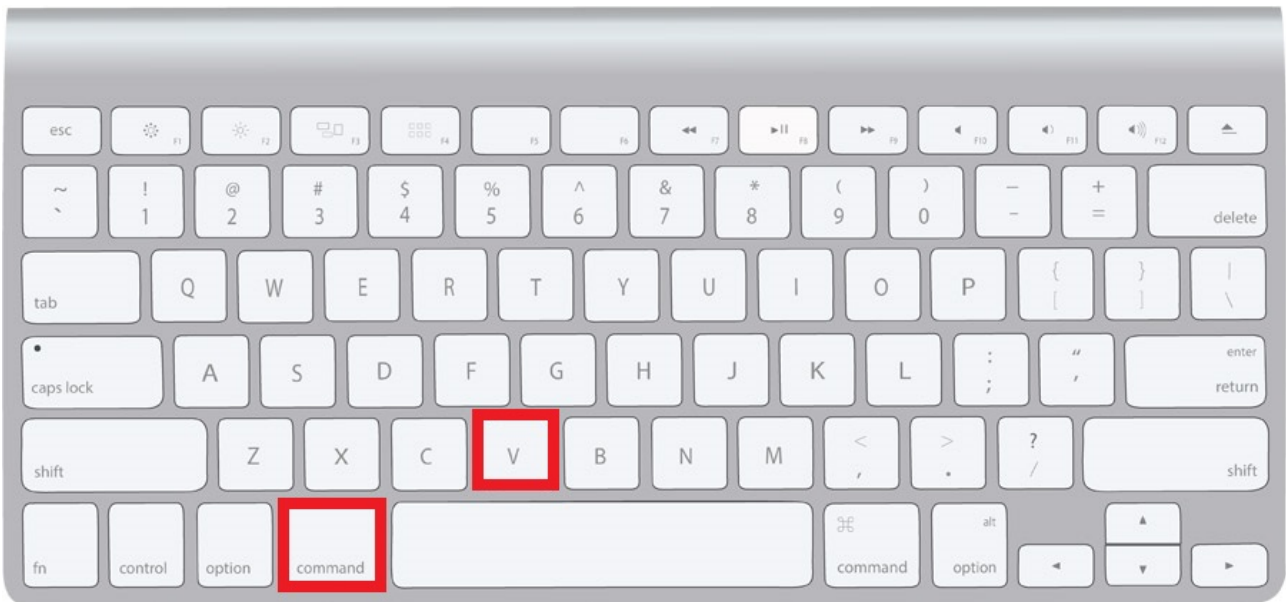 esc F1 F2 F3 F4 F5 F6 F7 F8 F9 F10 F11 F12
~ ! @ # $ % ^ & * ( ) — +
` 1 2 3 4 5 6 7 8 9 0 - = delete
Q W E R T Y U I O P { } |
tab [ ] \
caps lock A S D F G H J K L : ; " ' enter return
shift Z X C V B N M < , > . ? / shift
⌘ alt
fn control option command command option